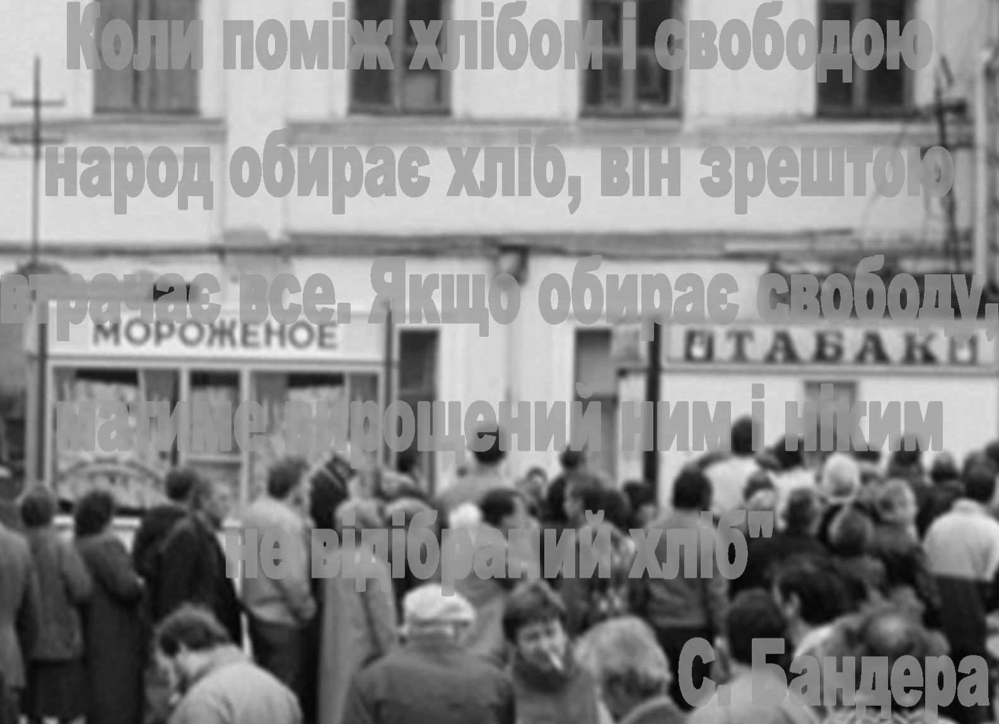 Коли поміж хлібом і свободою
народ обирає хліб, він зрештою
втрачає все. Якщо обирає свободу,
МОРОЖЕНОЕ
ТАБАК
матиме вирощений ним і ніким
не відібраний хліб"
С. Бандера